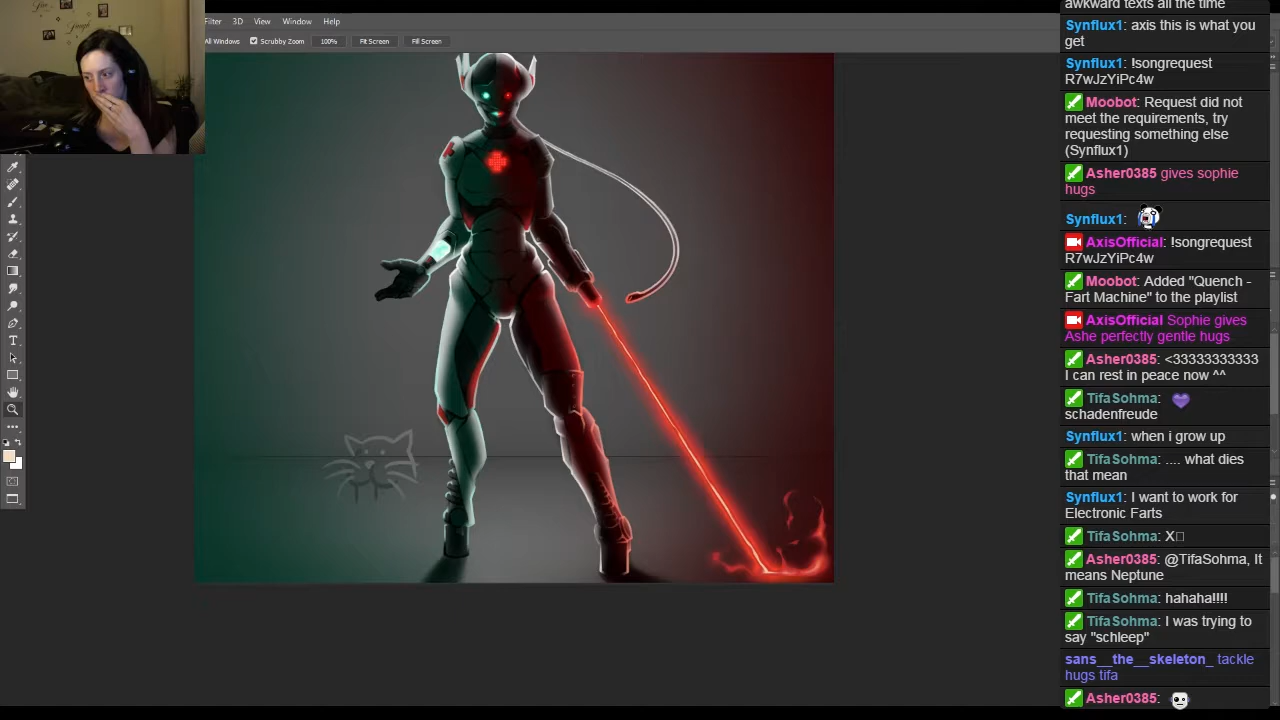 Live
Laugh
Filter 3D View Window Help
All Windows Scrubby Zoom 100% Fit Screen Fill Screen
awkward texts all the time
Synflux1: axis this is what you
get
Synflux1: !songrequest
R7wJzYiPc4w
Moobot: Request did not
meet the requirements, try
requesting something else
(Synflux1)
Asher0385 gives sophie
hugs
Synflux1:
AxisOfficial: !songrequest
R7wJzYiPc4w
Moobot: Added "Quench -
Fart Machine" to the playlist
AxisOfficial Sophie gives
Ashe perfectly gentle hugs
Asher0385: <33333333333
I can rest in peace now ^^
TifaSohma:
schadenfreude
Synflux1: when i grow up
TifaSohma: .... what dies
that mean
Synflux1: I want to work for
Electronic Farts
TifaSohma: X
Asher0385: @TifaSohma, It
means Neptune
TifaSohma: hahaha!!!!
TifaSohma: I was trying to
say "schleep"
sans__the__skeleton_ tackle
hugs tifa
Asher0385: